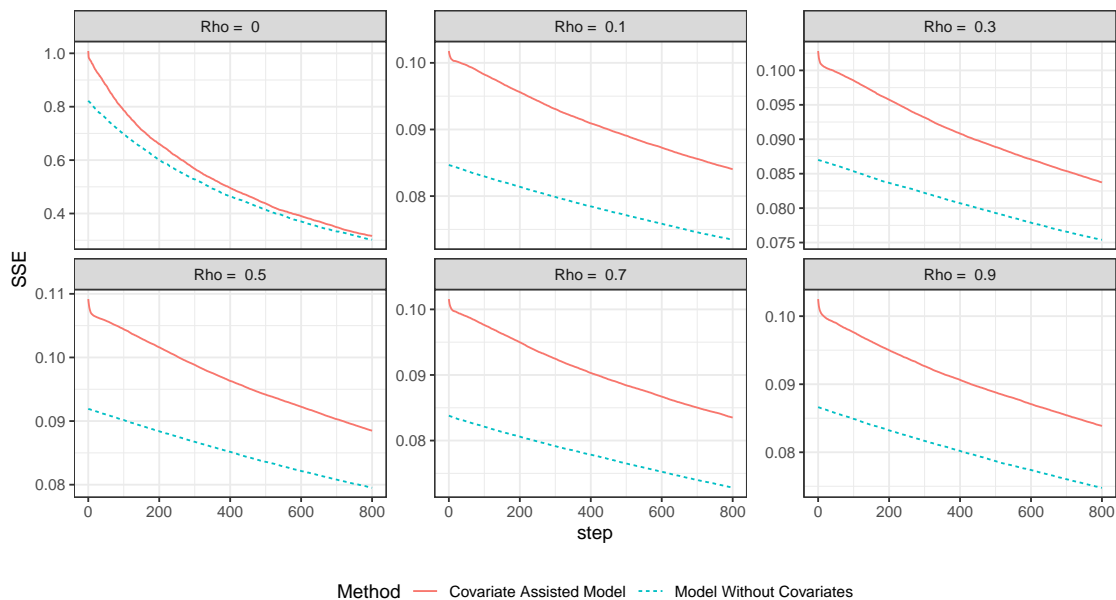 Rho = 0
Rho = 0.1
Rho = 0.3
1.0
0.8
0.6
0.4
0.10
0.09
0.08
0.100
0.095
0.090
0.085
0.080
0.075
Rho = 0.5
Rho = 0.7
Rho = 0.9
0.11
0.10
0.09
0.08
0.10
0.09
0.08
0.10
0.09
0.08
0 200 400 600 800
0 200 400 600 800
0 200 400 600 800
SSE
step
Method Covariate Assisted Model Model Without Covariates